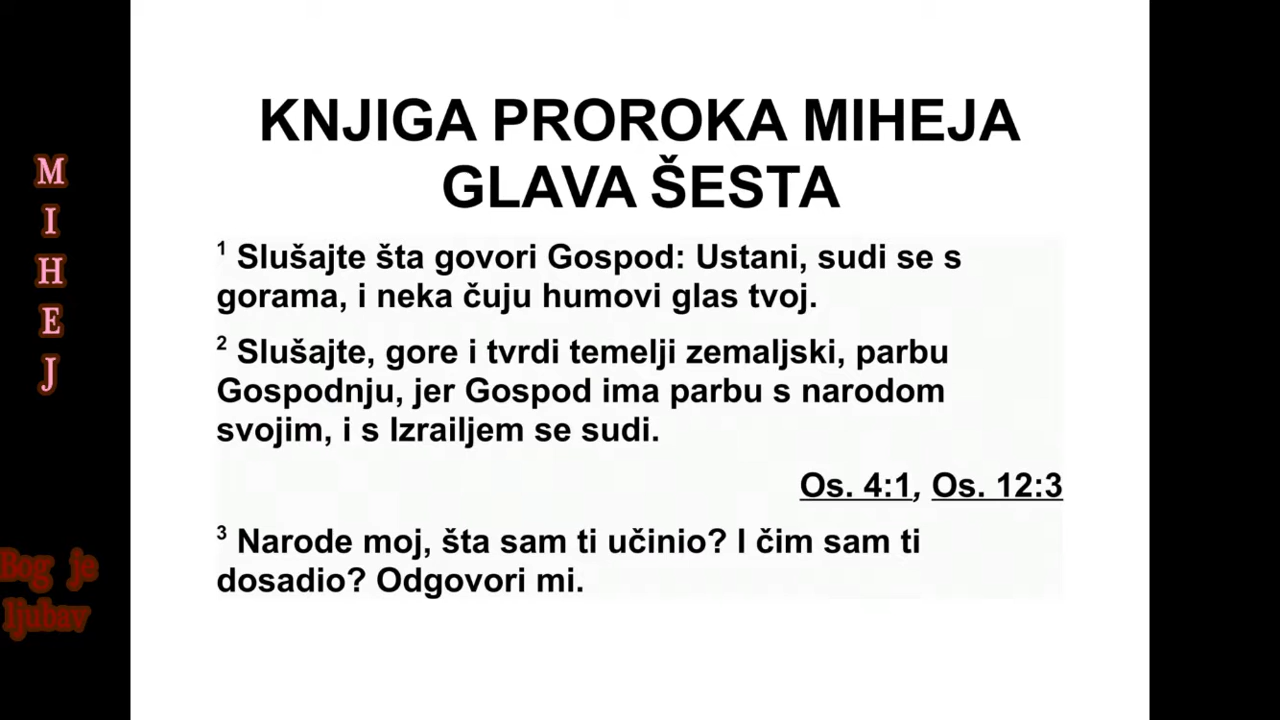 M
I
H
E
J
Bog je
ljubav
KNJIGA PROROKA MIHEJA
GLAVA ŠESTA
1 Slušajte šta govori Gospod: Ustani, sudi se s
gorama, i neka čuju humovi glas tvoj.
2 Slušajte, gore i tvrdi temelji zemaljski, parbu
Gospodnju, jer Gospod ima parbu s narodom
svojim, i s Izrailjem se sudi.
Os. 4:1, Os. 12:3
3 Narode moj, šta sam ti učinio? I čim sam ti
dosadio? Odgovori mi.